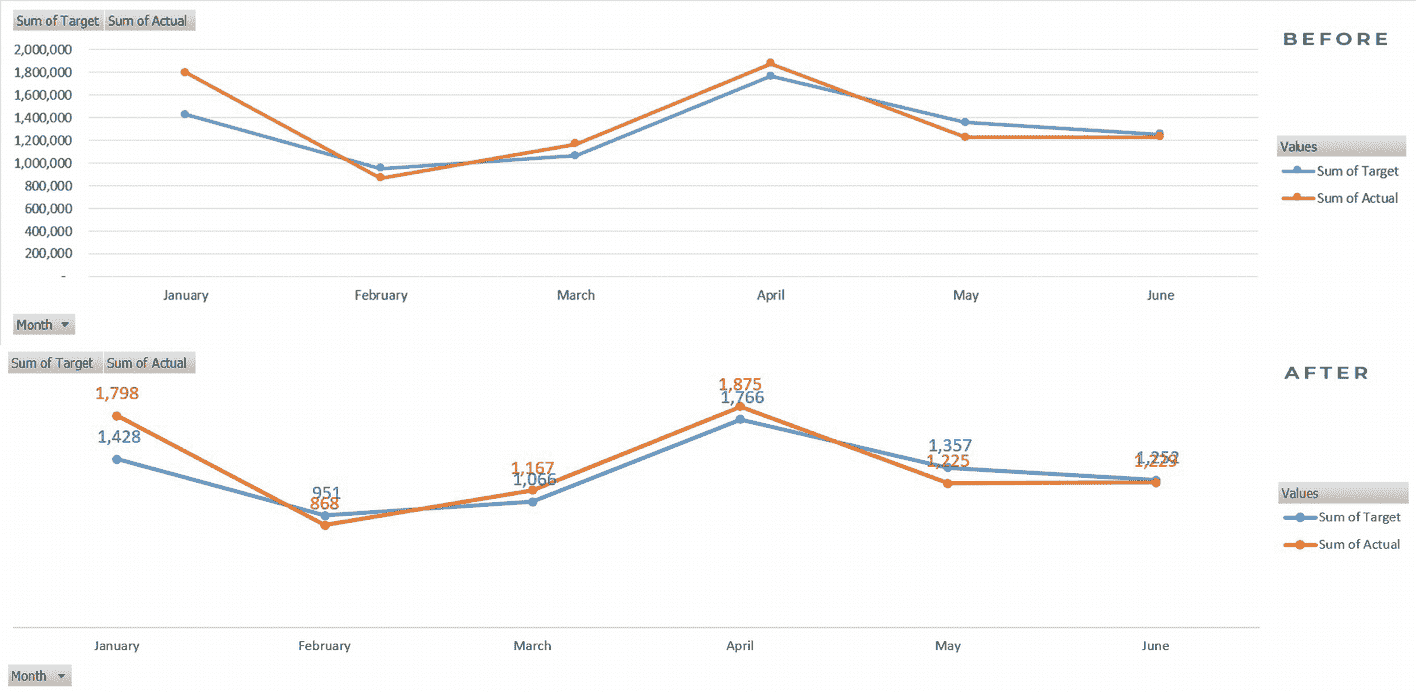 Sum of Target Sum of Actual
BEFORE
2,000,000
1,800,000
1,600,000
1,400,000
1,200,000
1,000,000
800,000
600,000
400,000
200,000
-
Values
Sum of Target
Sum of Actual
January February March April May June
Month
Sum of Target Sum of Actual
AFTER
1,798
1,428
951
868
1,167
1,066
1,875
1,766
1,357
1,225
1,252
Values
Sum of Target
Sum of Actual
January February March April May June
Month